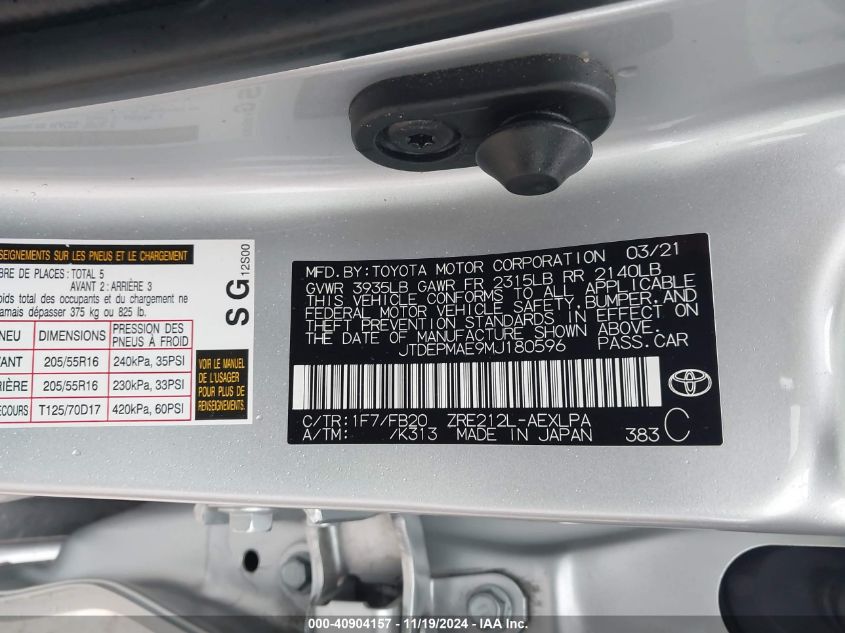 SEIGNEMENTS SUR LES PNEUS ET LE CHARGEMENT
BRE DE PLACES: TOTAL 5
AVANT 2: ARRIÈRE 3
oids total des occupants et du chargement ne
amais dépasser 375 kg ou 825 lb.
NEU DIMENSIONS PRESSION DES PNEUS À FROID
VANT 205/55R16 240kPa, 35PSI
RIÈRE 205/55R16 230kPa, 33PSI
ECOURS T125/70D17 420kPa, 60PSI
VOIR LE MANUEL
DE L'USAGER
POUR PLUS DE
RENSEIGNEMENTS
SG 12S00
MFD. BY: TOYOTA MOTOR CORPORATION 03/21
GVWR 3935LB GAWR FR 2315LB RR 2140LB
THIS VEHICLE CONFORMS TO ALL APPLICABLE
FEDERAL MOTOR VEHICLE SAFETY, BUMPER, AND
THEFT PREVENTION STANDARDS IN EFFECT ON
THE DATE OF MANUFACTURE SHOWN ABOVE.
JTDEPMAE9MJ180596 PASS. CAR
C/TR: 1F7/FB20 ZRE212L-AEXLPA
A/TM: /K313 MADE IN JAPAN 383 C
TOYOTA
000-40904157 - 11/19/2024 - IAA, Inc.